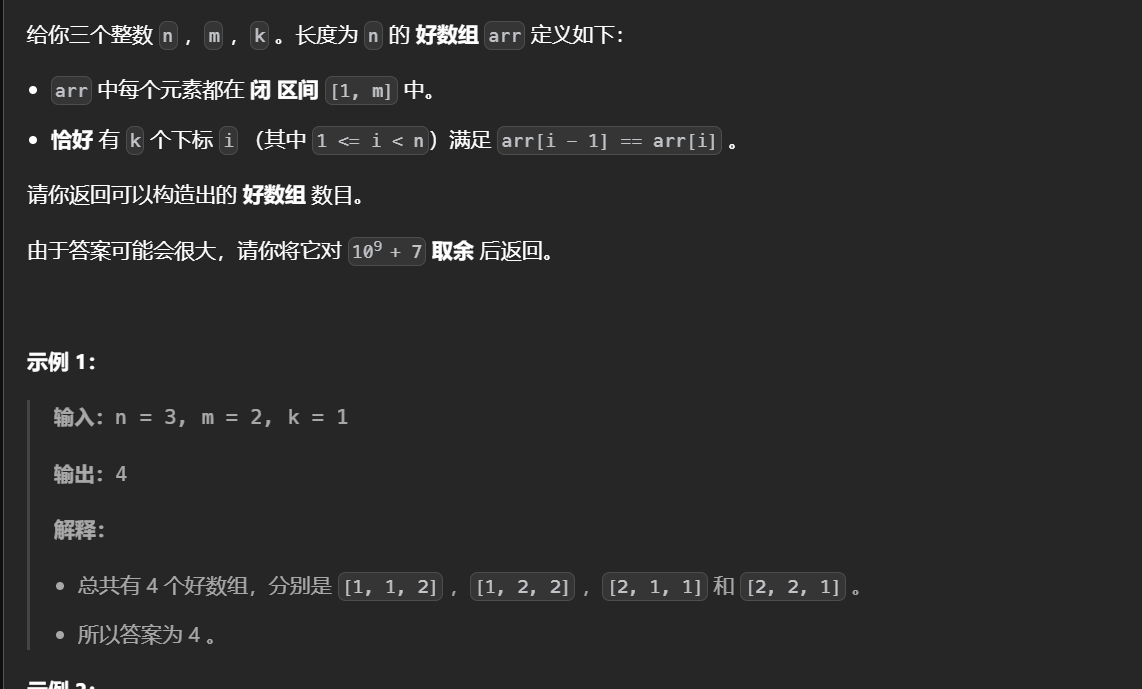 给你三个整数 n ，m ，k 。长度为 n 的 好数组 arr 定义如下：
• arr 中每个元素都在 闭 区间 [1, m] 中。
• 恰好 有 k 个下标 i （其中 1 <= i < n）满足 arr[i - 1] == arr[i] 。
请你返回可以构造出的 好数组 数目。
由于答案可能会很大，请你将它对 10⁹ + 7 取余 后返回。
示例 1：
输入：n = 3, m = 2, k = 1
输出：4
解释：
• 总共有 4 个好数组，分别是 [1, 1, 2] ，[1, 2, 2] ，[2, 1, 1] 和 [2, 2, 1] 。
• 所以答案为 4 。